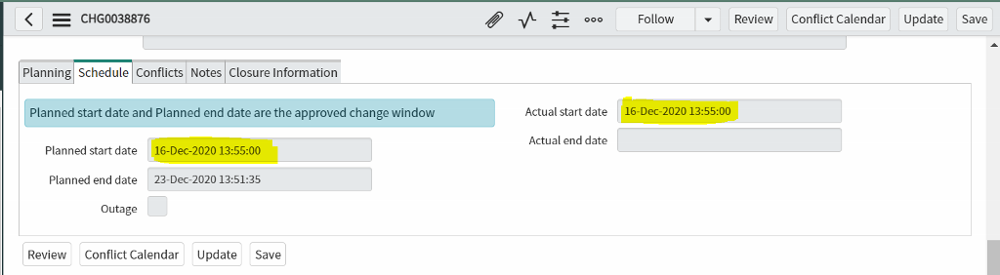 CHG0038876 Follow Review Conflict Calendar Update Save
Planning Schedule Conflicts Notes Closure Information
Planned start date and Planned end date are the approved change window
Actual start date 16-Dec-2020 13:55:00
Actual end date
Planned start date 16-Dec-2020 13:55:00
Planned end date 23-Dec-2020 13:51:35
Outage
Review Conflict Calendar Update Save